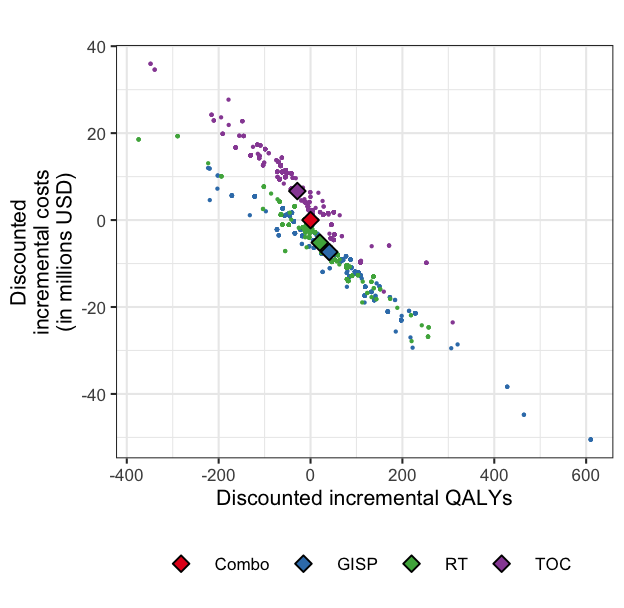 40
20
0
-20
-40
Discounted
incremental costs
(in millions USD)
-400 -200 0 200 400 600
Discounted incremental QALYs
Combo GISP RT TOC